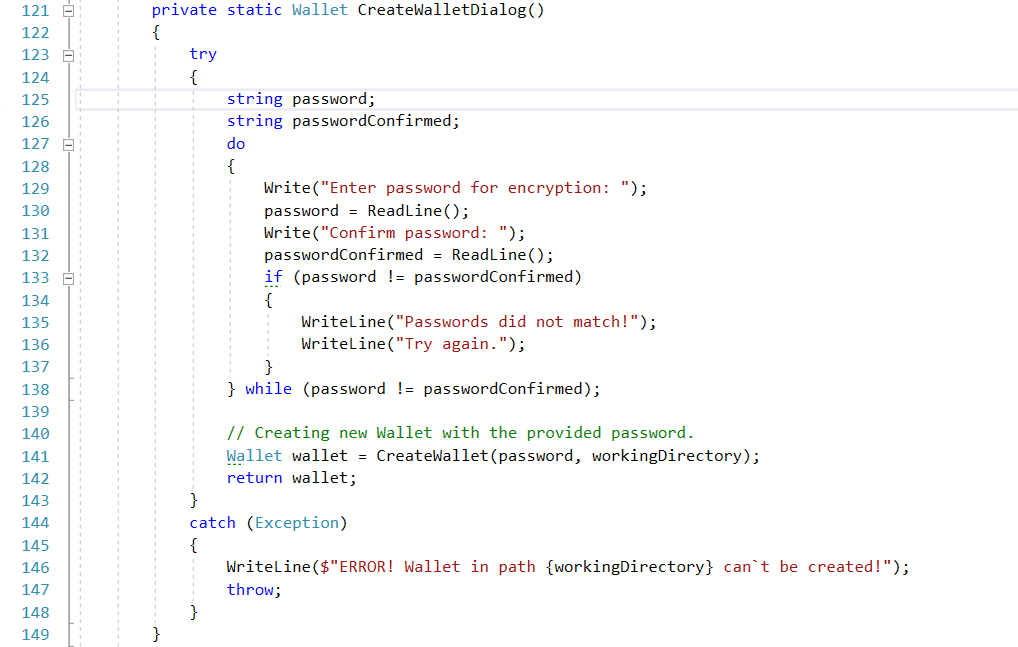 121 private static Wallet CreateWalletDialog()
122 {
123 try
124 {
125 string password;
126 string passwordConfirmed;
127 do
128 {
129 Write("Enter password for encryption: ");
130 password = ReadLine();
131 Write("Confirm password: ");
132 passwordConfirmed = ReadLine();
133 if (password != passwordConfirmed)
134 {
135 WriteLine("Passwords did not match!");
136 WriteLine("Try again.");
137 }
138 } while (password != passwordConfirmed);
139
140 // Creating new Wallet with the provided password.
141 Wallet wallet = CreateWallet(password, workingDirectory);
142 return wallet;
143 }
144 catch (Exception)
145 {
146 WriteLine($"ERROR! Wallet in path {workingDirectory} can`t be created!");
147 throw;
148 }
149 }